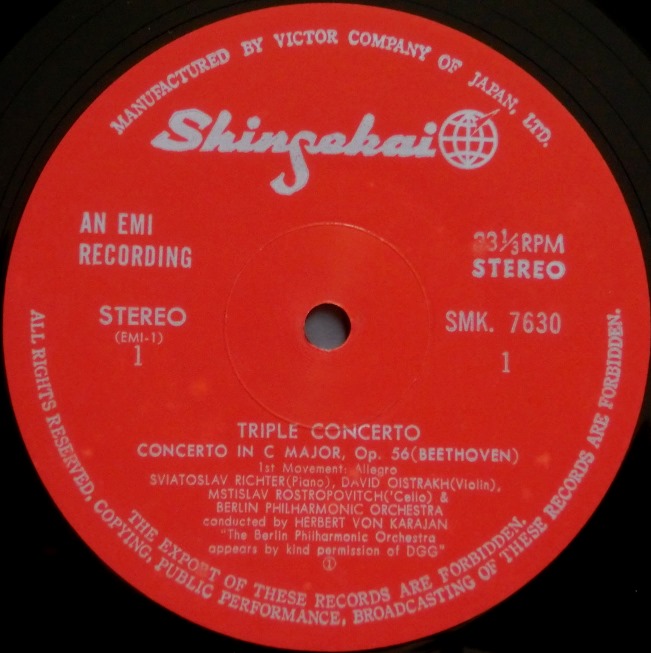 MANUFACTURED BY VICTOR COMPANY OF JAPAN, LTD.
Shinsekai
AN EMI
RECORDING
33⅓RPM
STEREO
STEREO
(EMI-1)
1
SMK. 7630
1
TRIPLE CONCERTO
CONCERTO IN C MAJOR, Op. 56(BEETHOVEN)
1st Movement: Allegro
SVIATOSLAV RICHTER(Piano), DAVID OISTRAKH(Violin),
MSTISLAV ROSTROPOVITCH('Cello) &
BERLIN PHILHARMONIC ORCHESTRA
conducted by HERBERT VON KARAJAN
"The Berlin Philharmonic Orchestra
appears by kind permission of DGG"
①
THE EXPORT OF THESE RECORDS ARE FORBIDDEN.
ALL RIGHTS RESERVED, COPYING, PUBLIC PERFORMANCE, BROADCASTING OF THESE RECORDS ARE FORBIDDEN.